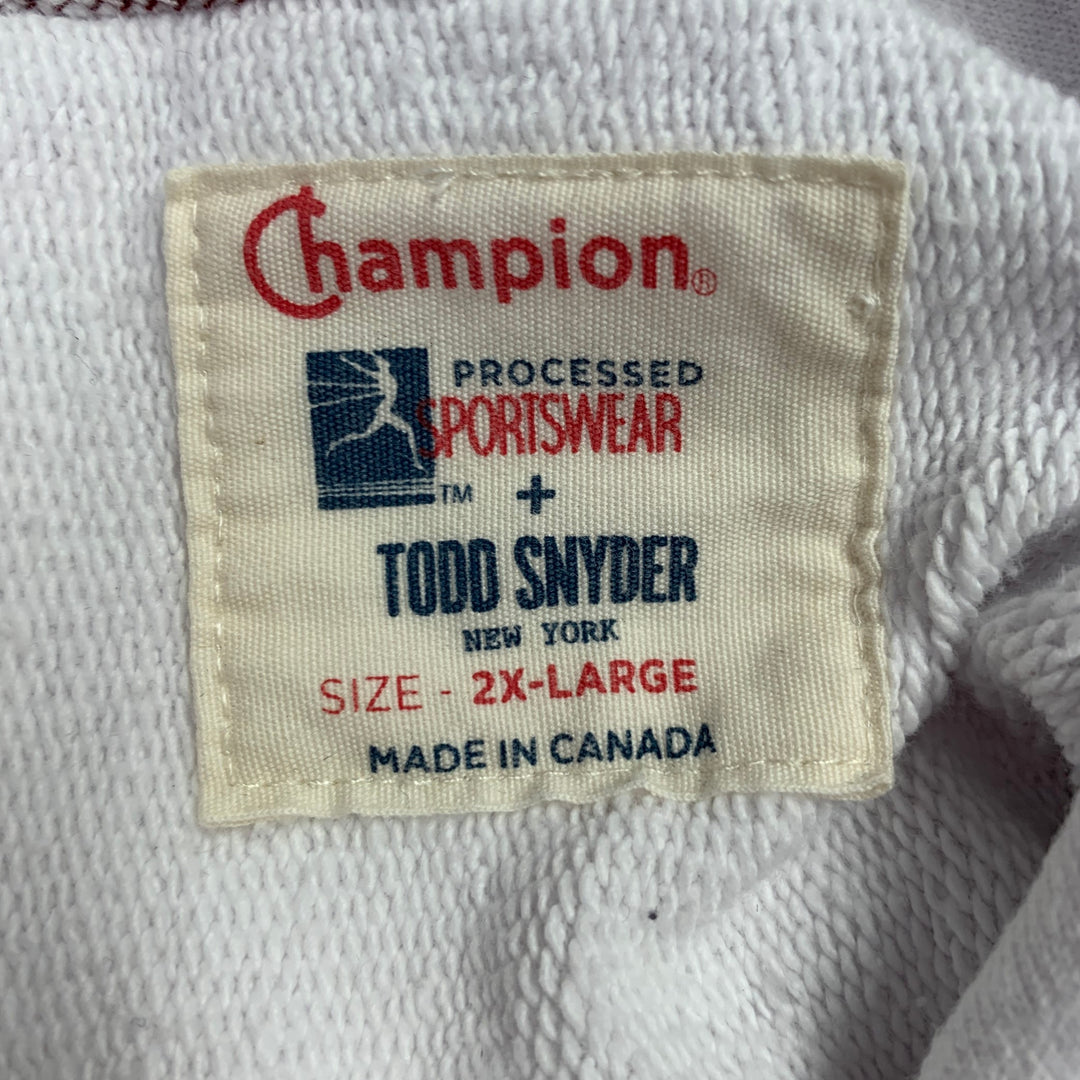 Champion®
PROCESSED
SPORTSWEAR
TM +
TODD SNYDER
NEW YORK
SIZE - 2X-LARGE
MADE IN CANADA